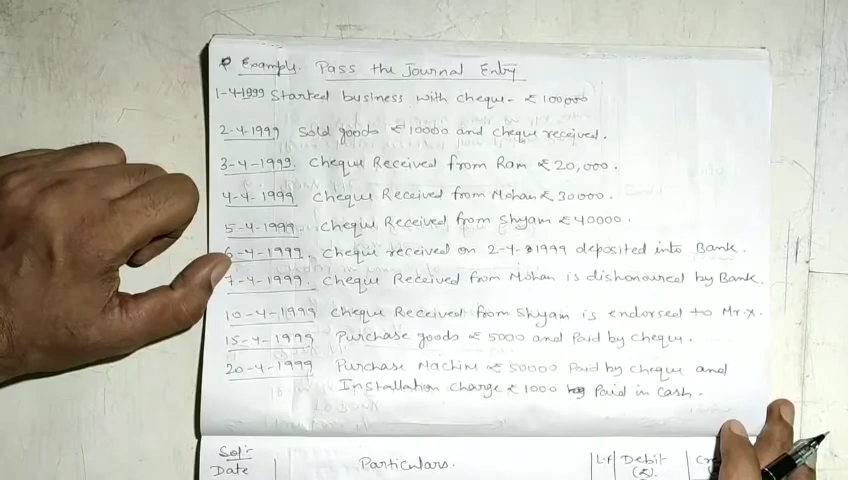 Example. Pass the Journal Entry
1-4-1999 Started business with cheque- ₹ 100000
2-4-1999 Sold goods ₹ 10000 and cheque received.
3-4-1999. Cheque Received from Ram ₹ 20,000.
4-4-1999 Cheque Received from Mohan ₹ 30000.
5-4-1999 Cheque Received from Shyam ₹ 40000.
6-4-1999. Cheque received on 2-4-1999 deposited into Bank.
7-4-1999. Cheque Received from Mohan is dishonoured by Bank.
10-4-1999 Cheque Received from Shyam is endorsed to Mr.X.
15-4-1999 Purchase goods ₹ 5000 and Paid by cheque.
20-4-1999 Purchase Machine ₹ 50000 Paid by cheque and
Installation charge ₹ 1000 Paid in cash.
Sol:-
Date Particulars. L.f Debit
(₹)